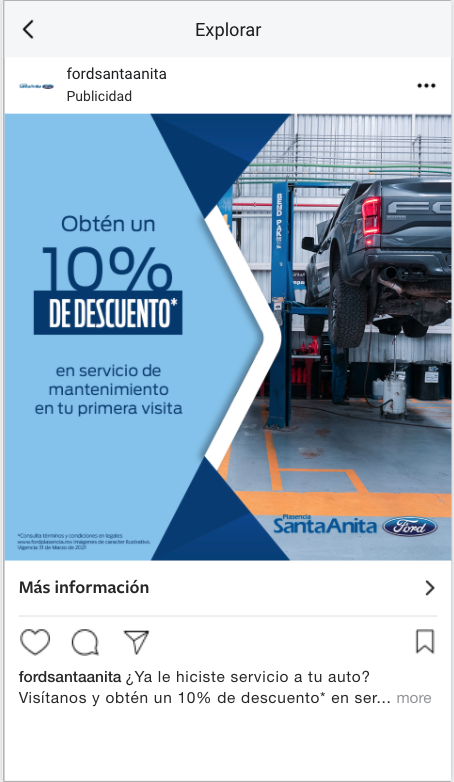 Explorar
fordsantaanita
Publicidad
Obtén un
10%
DE DESCUENTO*
en servicio de
mantenimiento
en tu primera visita
Plasencia
SantaAnita Ford
*Consulta términos y condiciones en legales
www.fordplasencia.mx Imágenes de carácter ilustrativo.
Vigencia 31 de Marzo de 2021
Más información
fordsantaanita ¿Ya le hiciste servicio a tu auto?
Visítanos y obtén un 10% de descuento* en ser... more